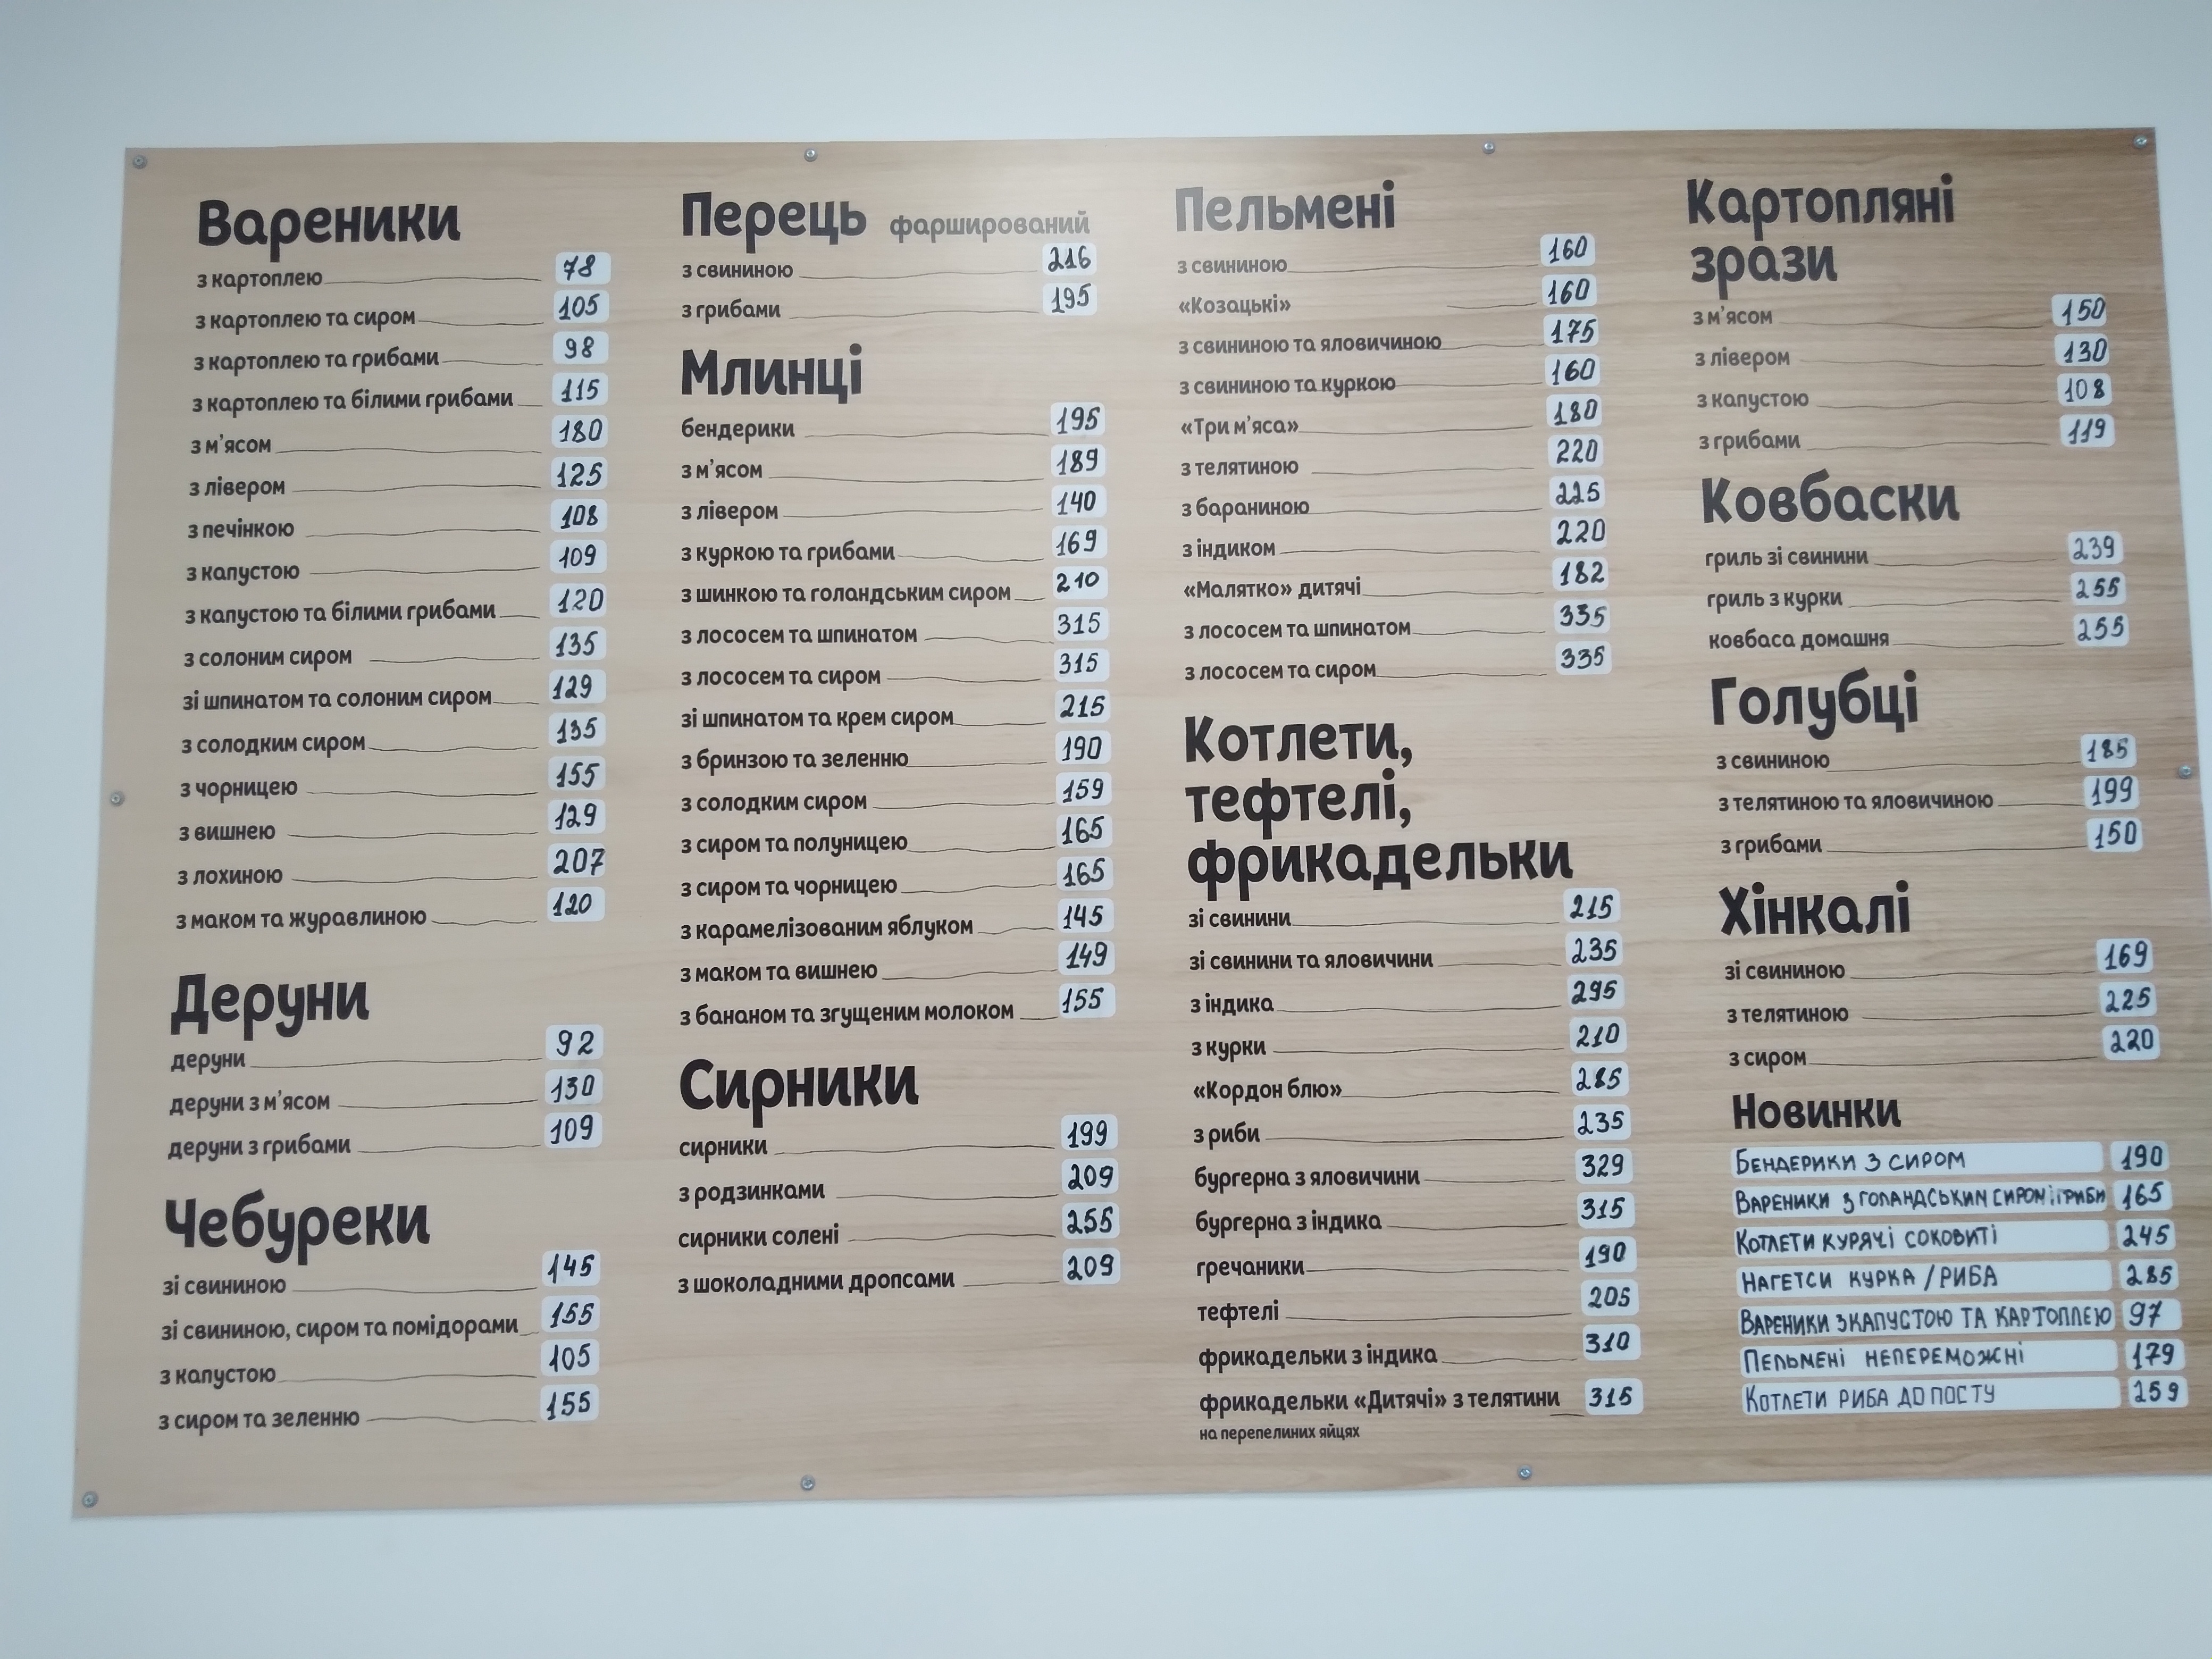 Вареники
з картоплею 78
з картоплею та сиром 105
з картоплею та грибами 98
з картоплею та білими грибами 115
з м'ясом 180
з лівером 125
з печінкою 108
з капустою 109
з капустою та білими грибами 120
з солоним сиром 135
зі шпинатом та солоним сиром 129
з солодким сиром 135
з чорницею 155
з вишнею 129
з лохиною 207
з маком та журавлиною 120
Деруни
деруни 92
деруни з м'ясом 130
деруни з грибами 109
Чебуреки
зі свининою 145
зі свининою, сиром та помідорами 155
з капустою 105
з сиром та зеленню 155
Перець фарширований
з свининою 216
з грибами 195
Млинці
бендерики 195
з м'ясом 189
з лівером 140
з куркою та грибами 169
з шинкою та голандським сиром 210
з лососем та шпинатом 315
з лососем та сиром 315
зі шпинатом та крем сиром 215
з бринзою та зеленню 190
з солодким сиром 159
з сиром та полуницею 165
з сиром та чорницею 165
з карамелізованим яблуком 145
з маком та вишнею 149
з бананом та згущеним молоком 155
Сирники
сирники 199
з родзинками 209
сирники солені 255
з шоколадними дропсами 209
Пельмені
з свининою 160
«Козацькі» 160
з свининою та яловичиною 175
з свининою та куркою 160
«Три м'яса» 180
з телятиною 220
з бараниною 225
з індиком 220
«Малятко» дитячі 182
з лососем та шпинатом 335
з лососем та сиром 335
Котлети,
тефтелі,
фрикадельки
зі свинини 215
зі свинини та яловичини 235
з індика 295
з курки 210
«Кордон блю» 285
з риби 235
бургерна з яловичини 329
бургерна з індика 315
гречаники 190
тефтелі 205
фрикадельки з індика 310
фрикадельки «Дитячі» з телятини 315
на перепелиних яйцях
Картопляні
зрази
з м'ясом 150
з лівером 130
з капустою 108
з грибами 119
Ковбаски
гриль зі свинини 239
гриль з курки 255
ковбаса домашня 255
Голубці
з свининою 185
з телятиною та яловичиною 199
з грибами 150
Хінкалі
зі свининою 169
з телятиною 225
з сиром 220
Новинки
БЕНДЕРИКИ З СИРОМ 190
ВАРЕНИКИ З ГОЛАНДСЬКИМ СИРОМ і ГРИБИ 165
КОТЛЕТИ КУРЯЧІ СОКОВИТІ 245
НАГЕТСИ КУРКА / РИБА 285
ВАРЕНИКИ З КАПУСТОЮ ТА КАРТОПЛЕЮ 97
ПЕЛЬМЕНІ НЕПЕРЕМОЖНІ 179
КОТЛЕТИ РИБА ДО ПОСТУ 259